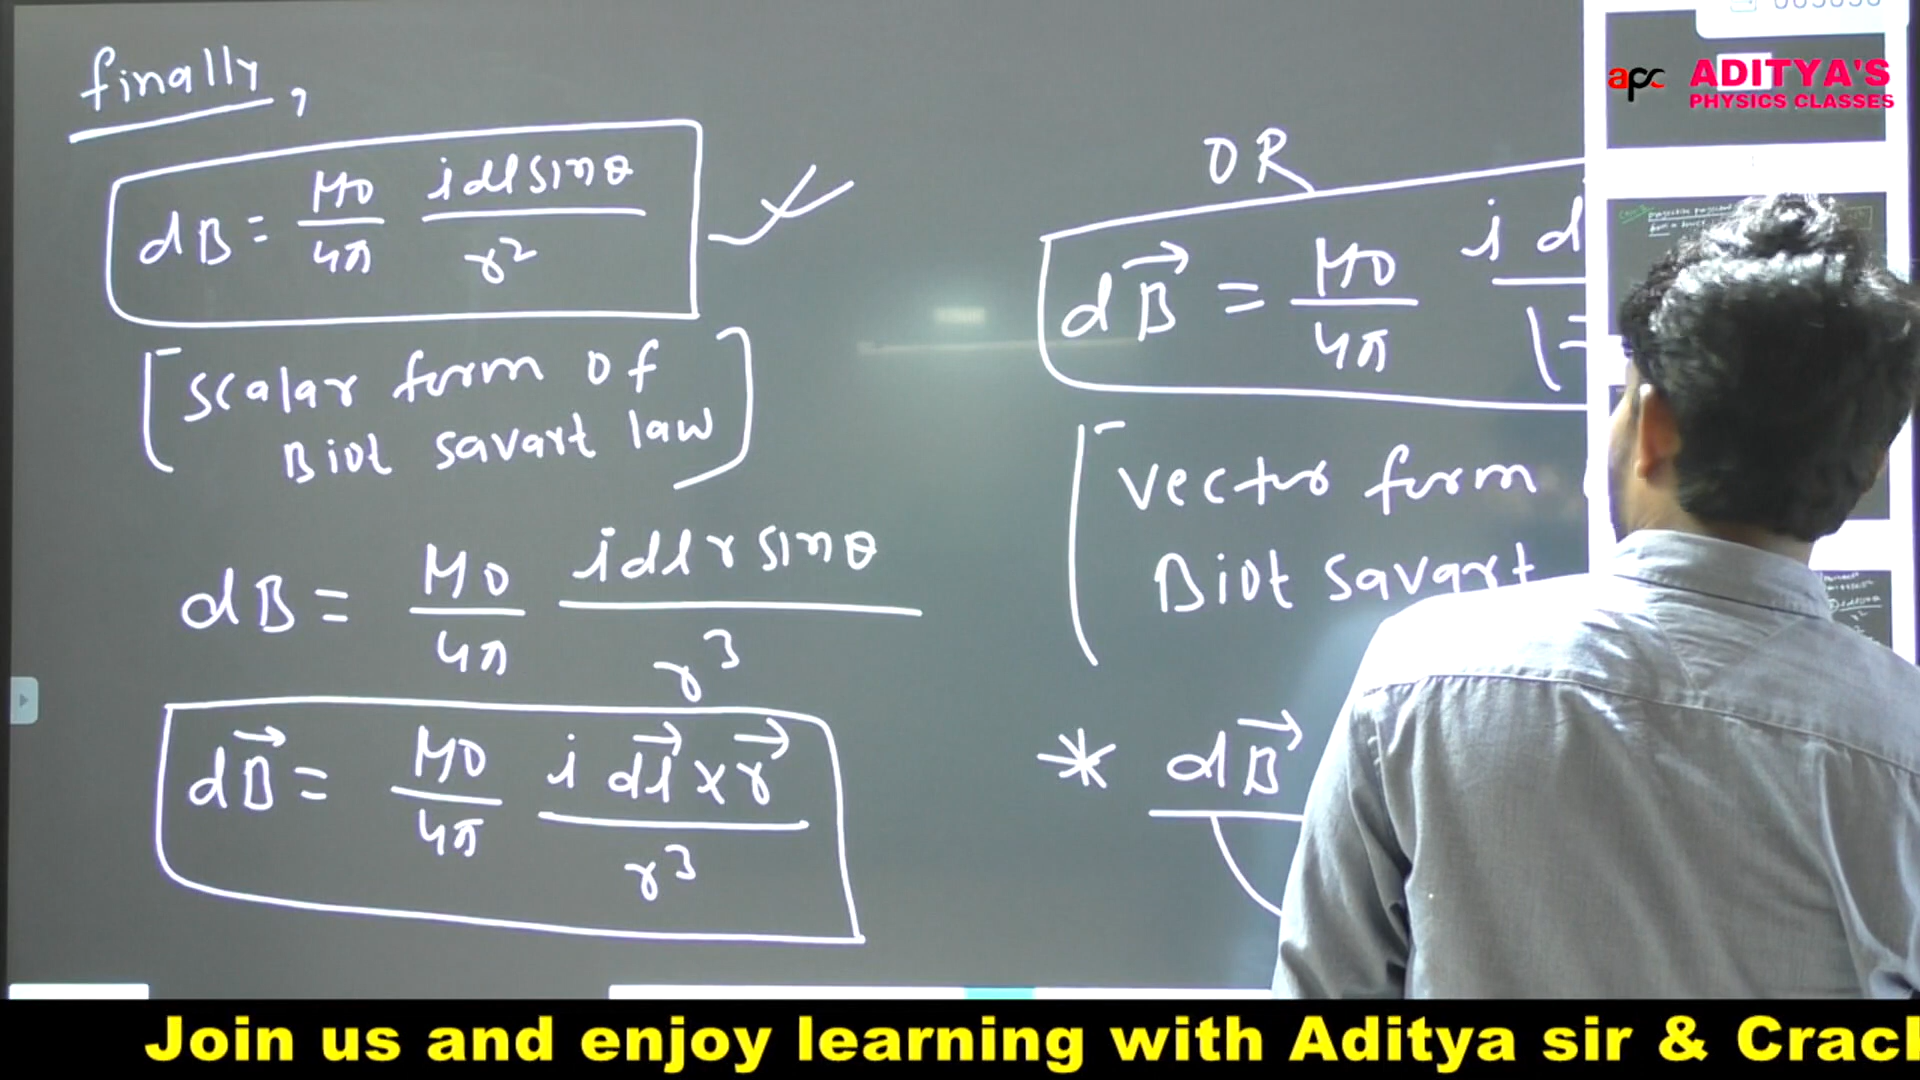 finally,
dB = μ0/4π idl sinθ/r²
[scalar form of
Biot savart law]
dB = μ0/4π idl r sinθ/r³
dB⃗ = μ0/4π i dl⃗ × r⃗/r³
OR
dB⃗ = μ0/4π i d
[vector form
Biot savart
* dB⃗
apc ADITYA'S
PHYSICS CLASSES
Join us and enjoy learning with Aditya sir & Crac